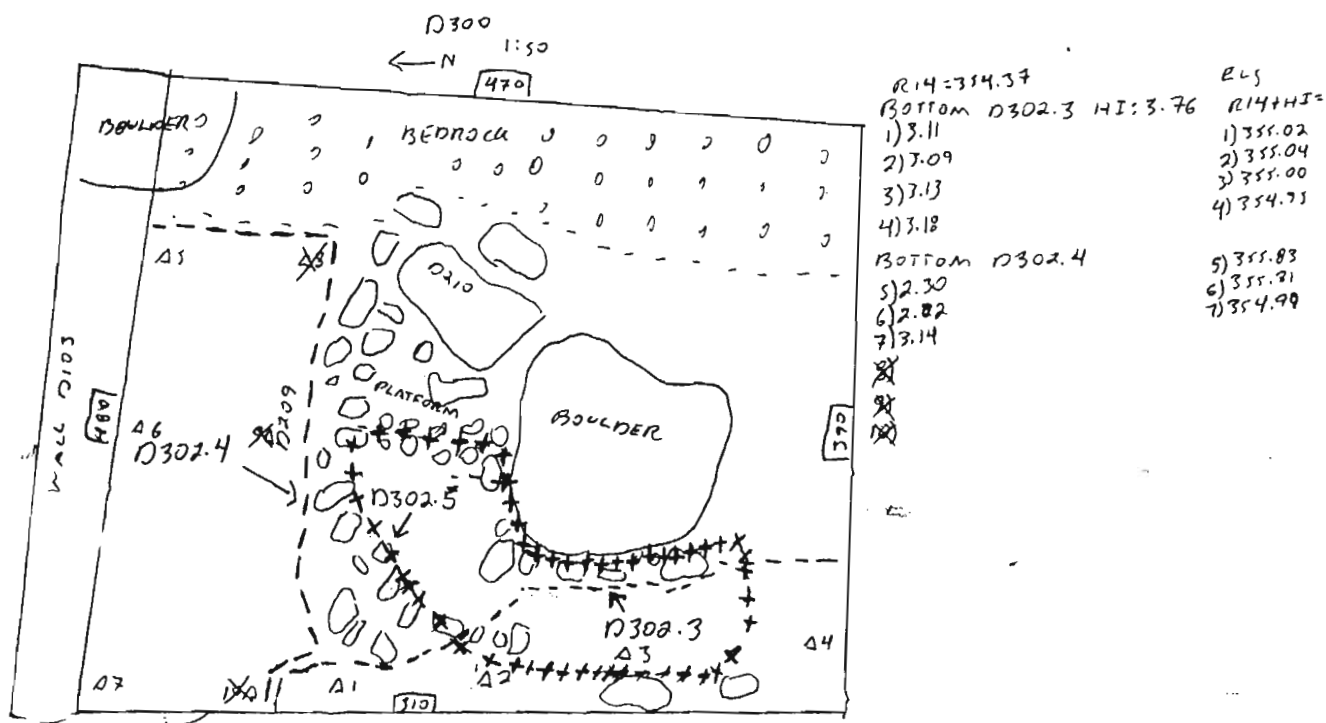 D300
1:50
← N
470
BOULDER
BEDROCK
Δ5
D210
WALL D103
480
PLATFORM
D209
Δ6
D302.4
BOULDER
390
D302.5
D302.3
Δ3
Δ4
Δ7
Δ1
Δ2
310
R14=354.37
ELS
BOTTOM D302.3 HI: 3.76 R14+HI=
1) 3.11 1) 355.02
2) 3.09 2) 355.04
3) 3.13 3) 355.00
4) 3.18 4) 354.95
BOTTOM D302.4
5) 2.30 5) 355.83
6) 2.82 6) 355.31
7) 3.14 7) 354.99